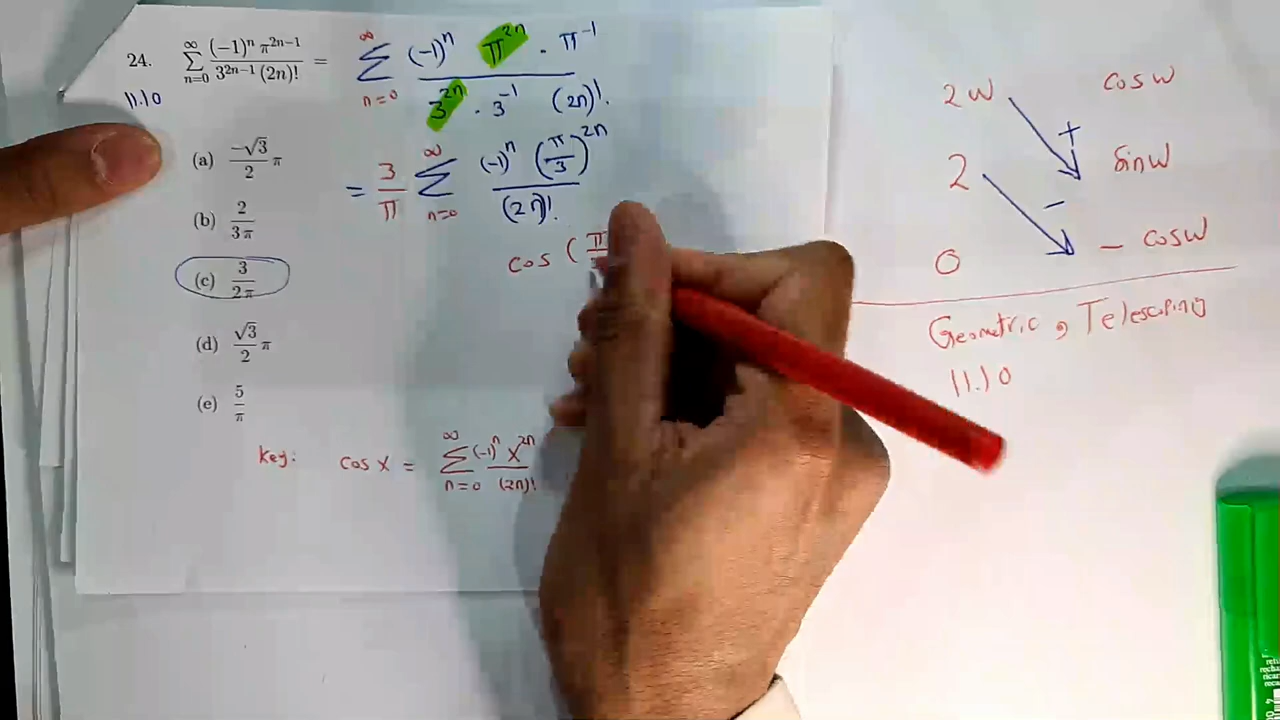 24. ∞ ∑ n=0 (-1)^n π^{2n-1} / 3^{2n-1} (2n)! = ∞ ∑ n=0 (-1)^n π^{2n} · π^{-1} / 3^{2n} · 3^{-1} (2n)!
11.10
= 3/π ∞ ∑ n=0 (-1)^n (π/3)^{2n} / (2n)!
cos (π
(a) -√3/2 π
(b) 2/3π
(c) 3/2π
(d) √3/2 π
(e) 5/π
Key: cos x = ∞ ∑ n=0 (-1)^n x^{2n} / (2n)!
2w cos w
+
2 sin w
-
0 - cos w
Geometric, Telescoping
11.10